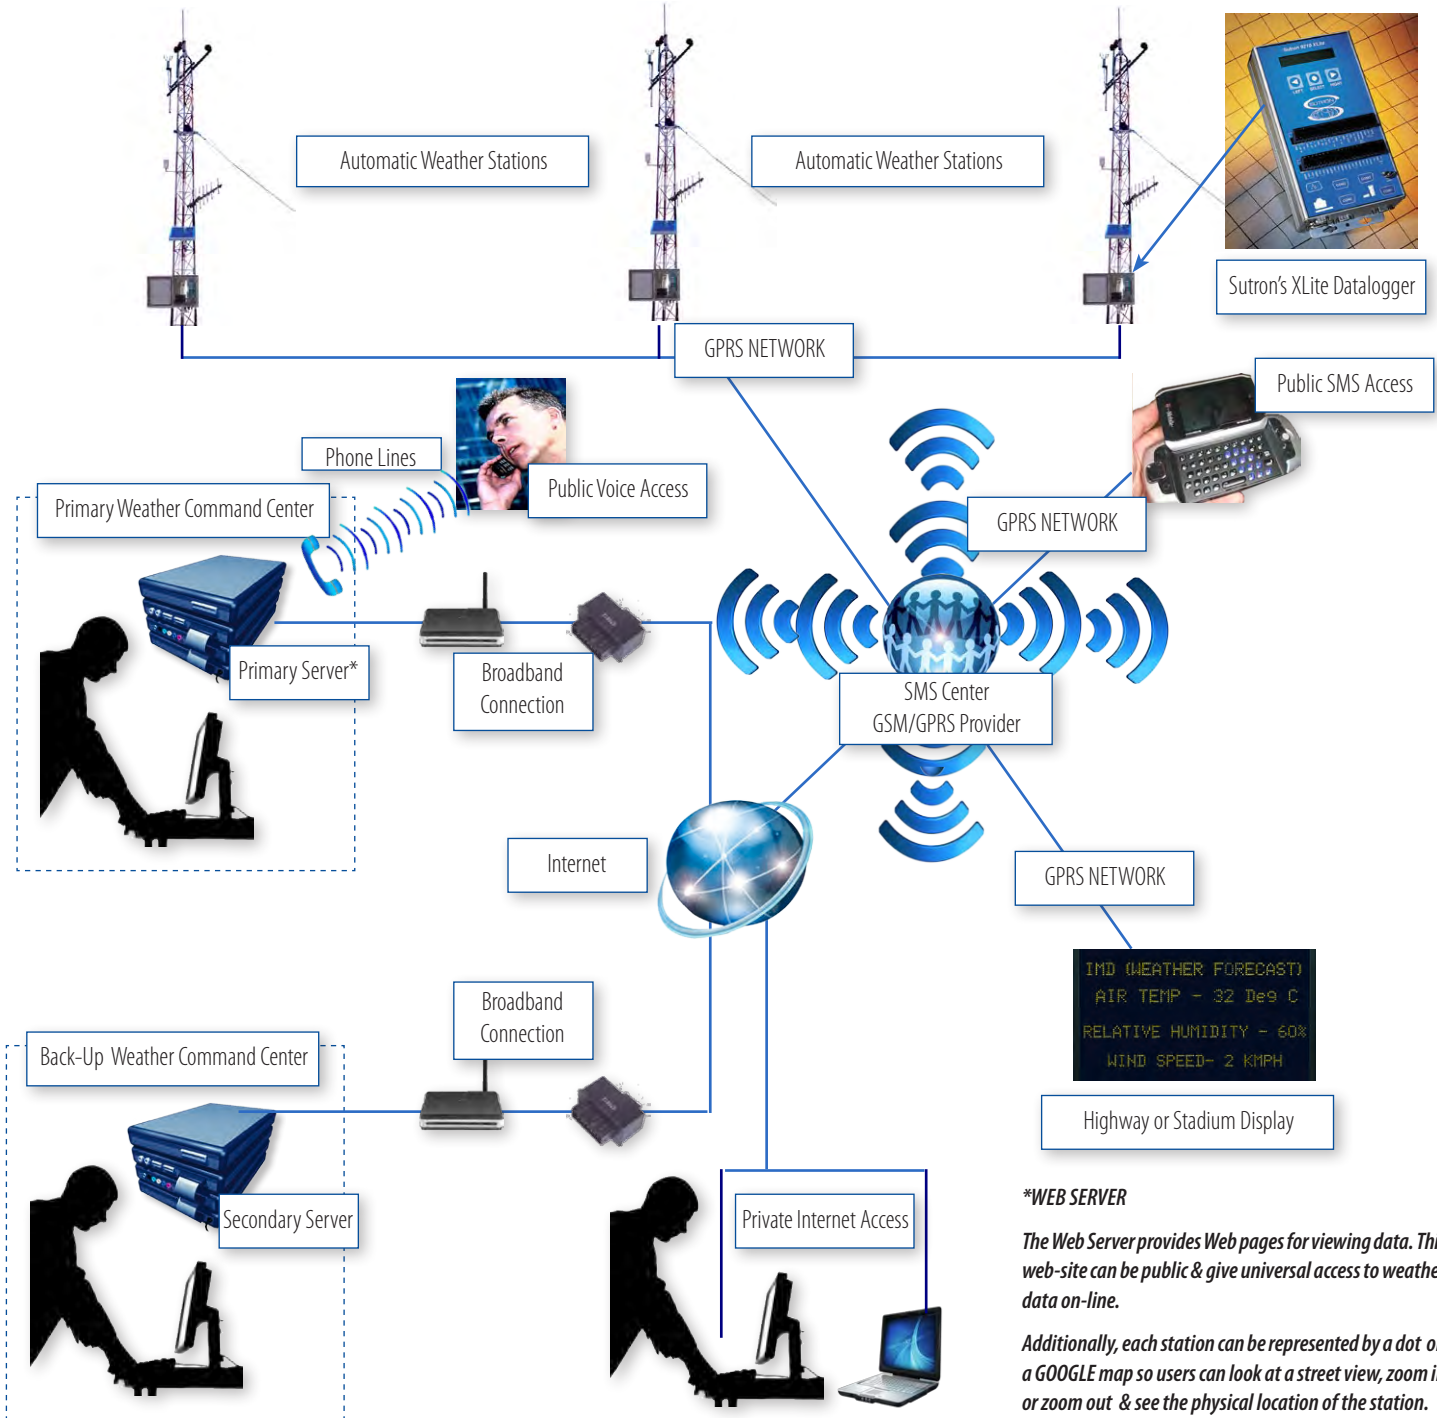 Automatic Weather Stations
Automatic Weather Stations
Sutron's XLite Datalogger
GPRS NETWORK
Public SMS Access
Phone Lines
Public Voice Access
Primary Weather Command Center
GPRS NETWORK
Primary Server*
Broadband
Connection
SMS Center
GSM/GPRS Provider
Internet
GPRS NETWORK
IMD (WEATHER FORECAST)
AIR TEMP - 32 Deg C
RELATIVE HUMIDITY - 60%
WIND SPEED- 2 KMPH
Broadband
Connection
Back-Up Weather Command Center
Highway or Stadium Display
Secondary Server
Private Internet Access
*WEB SERVER
The Web Server provides Web pages for viewing data.
web-site can be public & give universal access to
data on-line.
Additionally, each station can be represented by a dot
a GOOGLE map so users can look at a street view, zoom
or zoom out & see the physical location of the station.